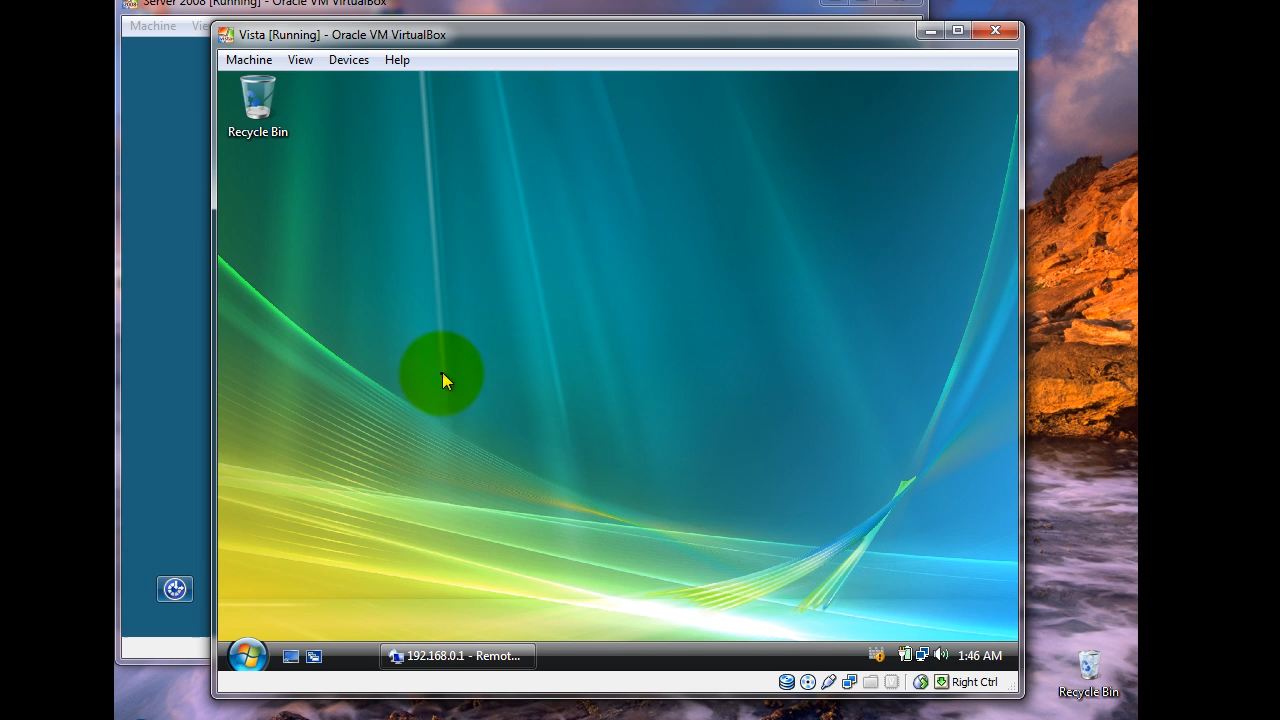 Server 2008 [Running] - Oracle VM VirtualBox
Machine
Vista [Running] - Oracle VM VirtualBox
Machine View Devices Help
Recycle Bin
192.168.0.1 - Remot...
1:46 AM
Right Ctrl
Recycle Bin